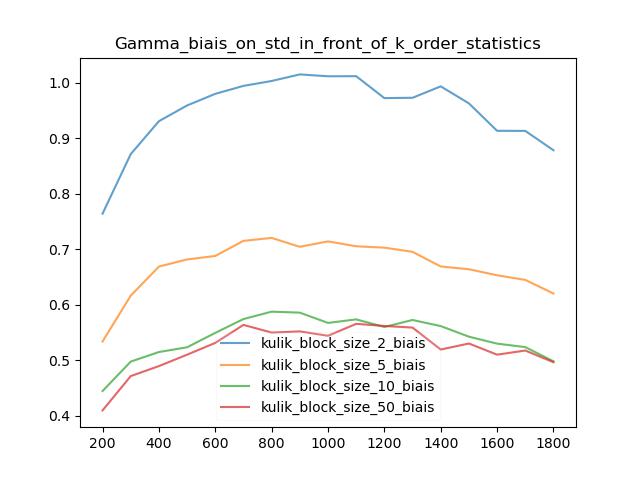 Gamma_biais_on_std_in_front_of_k_order_statistics
1.0
0.9
0.8
0.7
0.6
0.5
0.4
kulik_block_size_2_biais
kulik_block_size_5_biais
kulik_block_size_10_biais
kulik_block_size_50_biais
200 400 600 800 1000 1200 1400 1600 1800